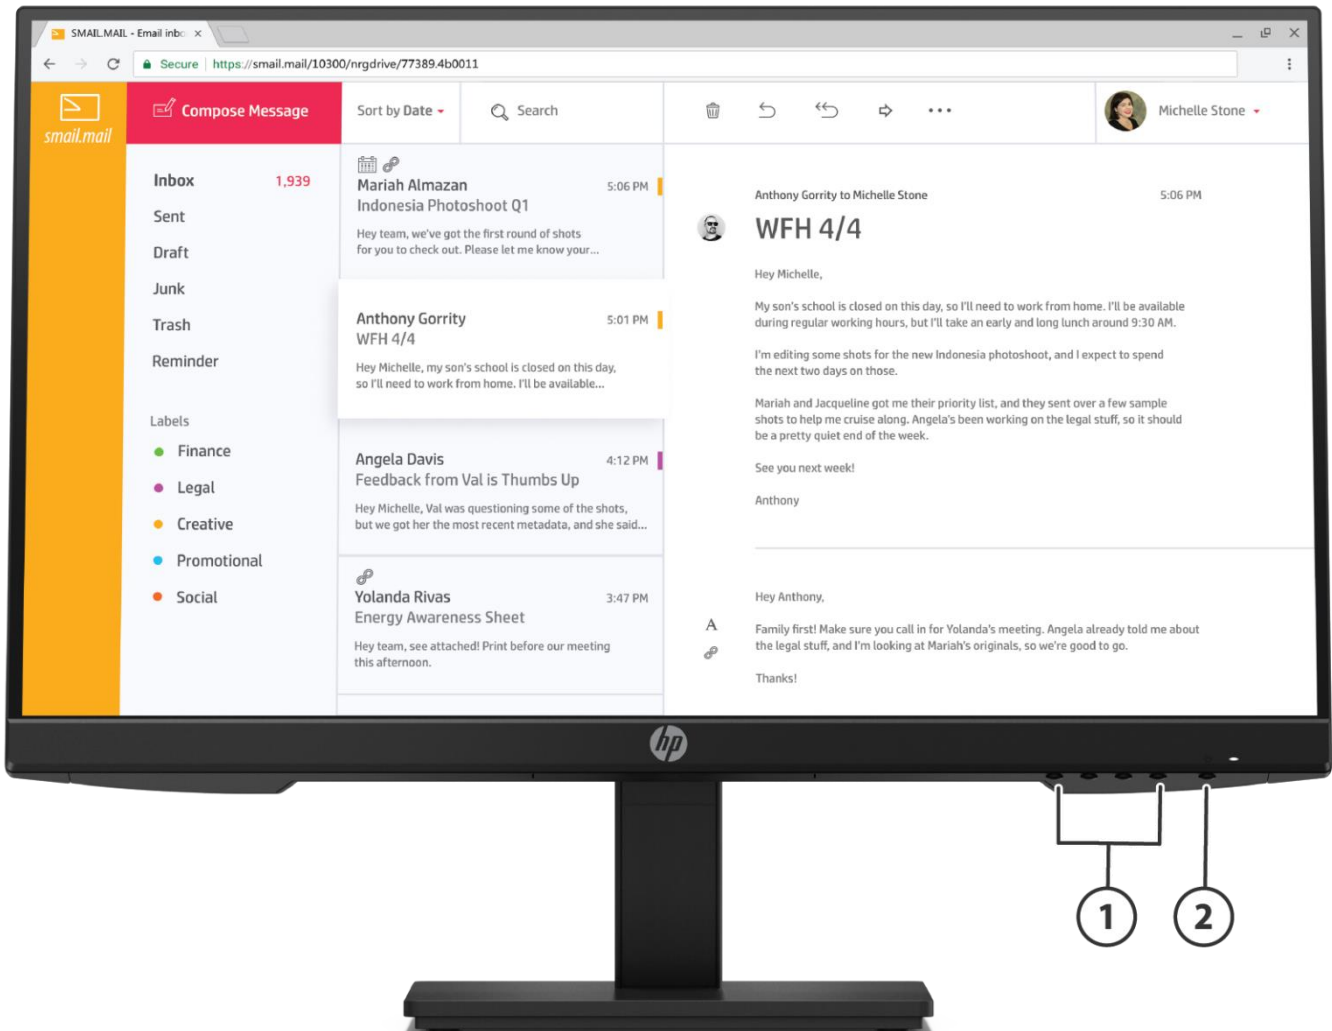 SMAIL.MAIL - Email inbo x
Secure https://smail.mail/10300/nrgdrive/77389.4b0011
smail.mail
Compose Message
Sort by Date
Search
Michelle Stone
Inbox 1,939
Sent
Draft
Junk
Trash
Reminder
Labels
Finance
Legal
Creative
Promotional
Social
Mariah Almazan 5:06 PM
Indonesia Photoshoot Q1
Hey team, we've got the first round of shots
for you to check out. Please let me know your...
Anthony Gorrity 5:01 PM
WFH 4/4
Hey Michelle, my son's school is closed on this day,
so I'll need to work from home. I'll be available...
Angela Davis 4:12 PM
Feedback from Val is Thumbs Up
Hey Michelle, Val was questioning some of the shots,
but we got her the most recent metadata, and she said...
Yolanda Rivas 3:47 PM
Energy Awareness Sheet
Hey team, see attached! Print before our meeting
this afternoon.
Anthony Gorrity to Michelle Stone 5:06 PM
WFH 4/4
Hey Michelle,
My son's school is closed on this day, so I'll need to work from home. I'll be available
during regular working hours, but I'll take an early and long lunch around 9:30 AM.
I'm editing some shots for the new Indonesia photoshoot, and I expect to spend
the next two days on those.
Mariah and Jacqueline got me their priority list, and they sent over a few sample
shots to help me cruise along. Angela's been working on the legal stuff, so it should
be a pretty quiet end of the week.
See you next week!
Anthony
Hey Anthony,
A
Family first! Make sure you call in for Yolanda's meeting. Angela already told me about
the legal stuff, and I'm looking at Mariah's originals, so we're good to go.
Thanks!
hp
1
2